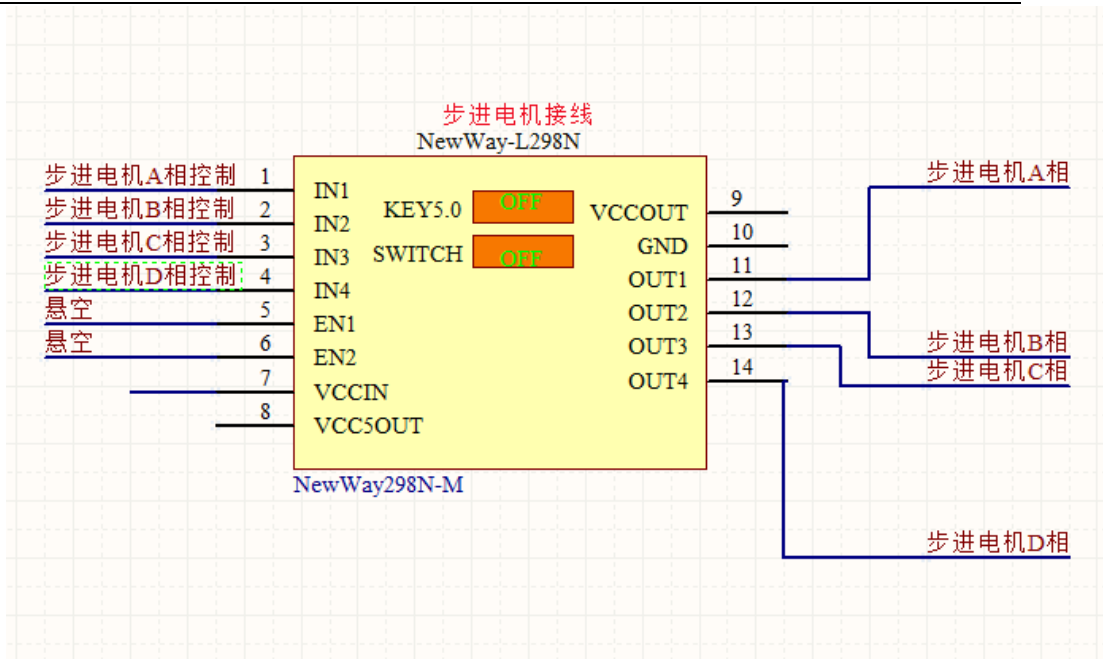 步进电机接线
NewWay-L298N
步进电机A相控制 1 IN1
步进电机B相控制 2 IN2
步进电机C相控制 3 IN3
步进电机D相控制 4 IN4
悬空 5 EN1
悬空 6 EN2
7 VCCIN
8 VCC5OUT
KEY5.0 OFF
SWITCH OFF
VCCOUT 9
GND 10
OUT1 11 步进电机A相
OUT2 12 步进电机B相
OUT3 13 步进电机C相
OUT4 14 步进电机D相
NewWay298N-M